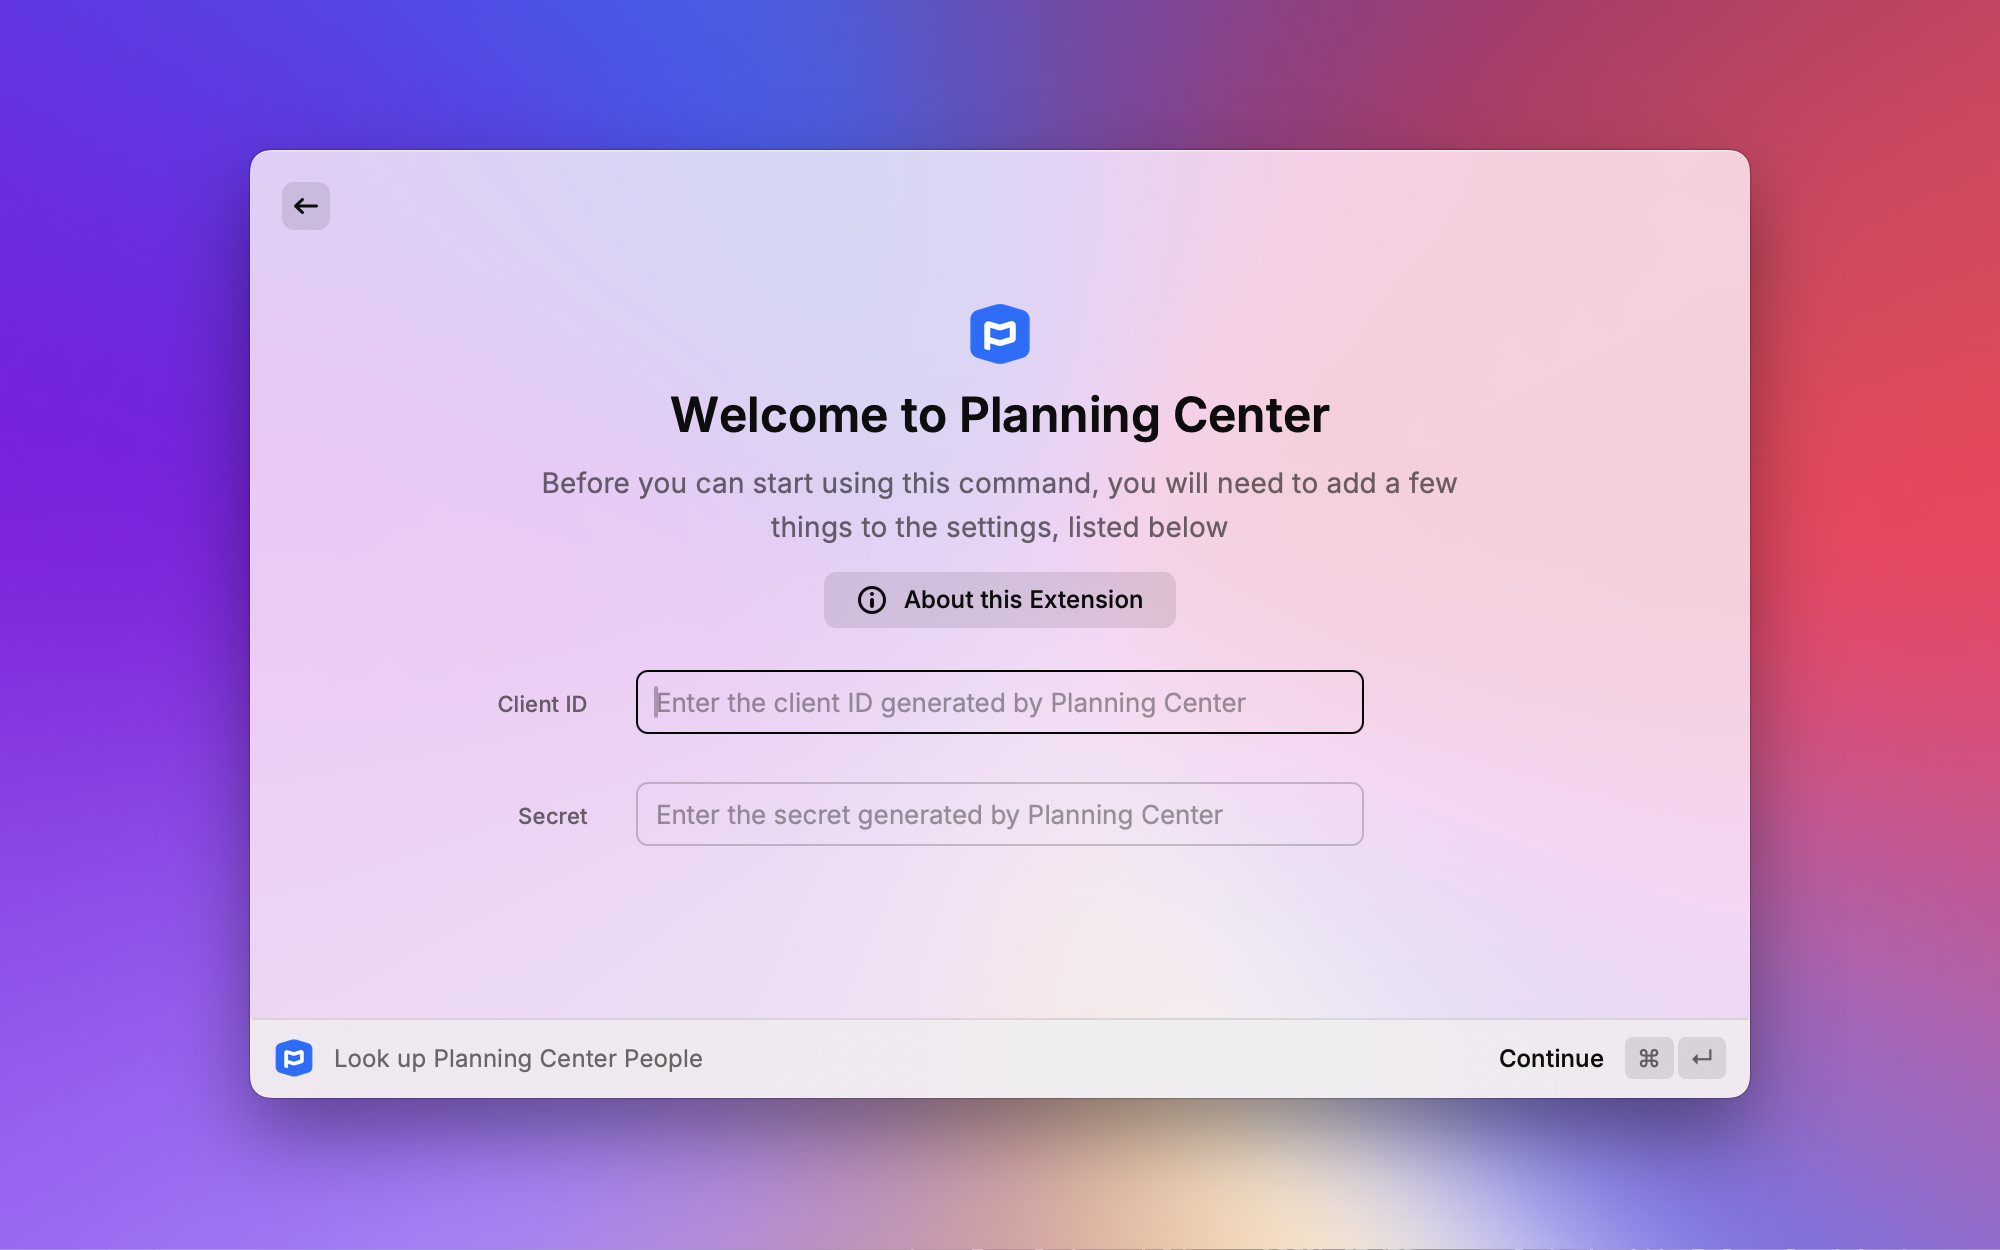 Welcome to Planning Center
Before you can start using this command, you will need to add a few
things to the settings, listed below
About this Extension
Client ID
Enter the client ID generated by Planning Center
Secret
Enter the secret generated by Planning Center
Look up Planning Center People
Continue ⌘ ↵